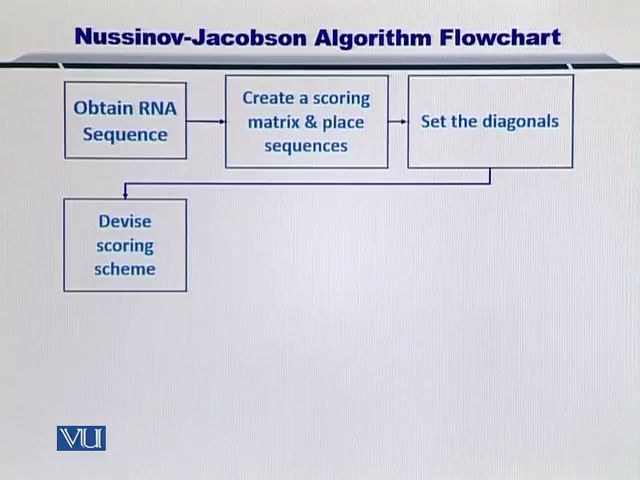 Nussinov-Jacobson Algorithm Flowchart
Obtain RNA
Sequence
Create a scoring
matrix & place
sequences
Set the diagonals
Devise
scoring
scheme
VU